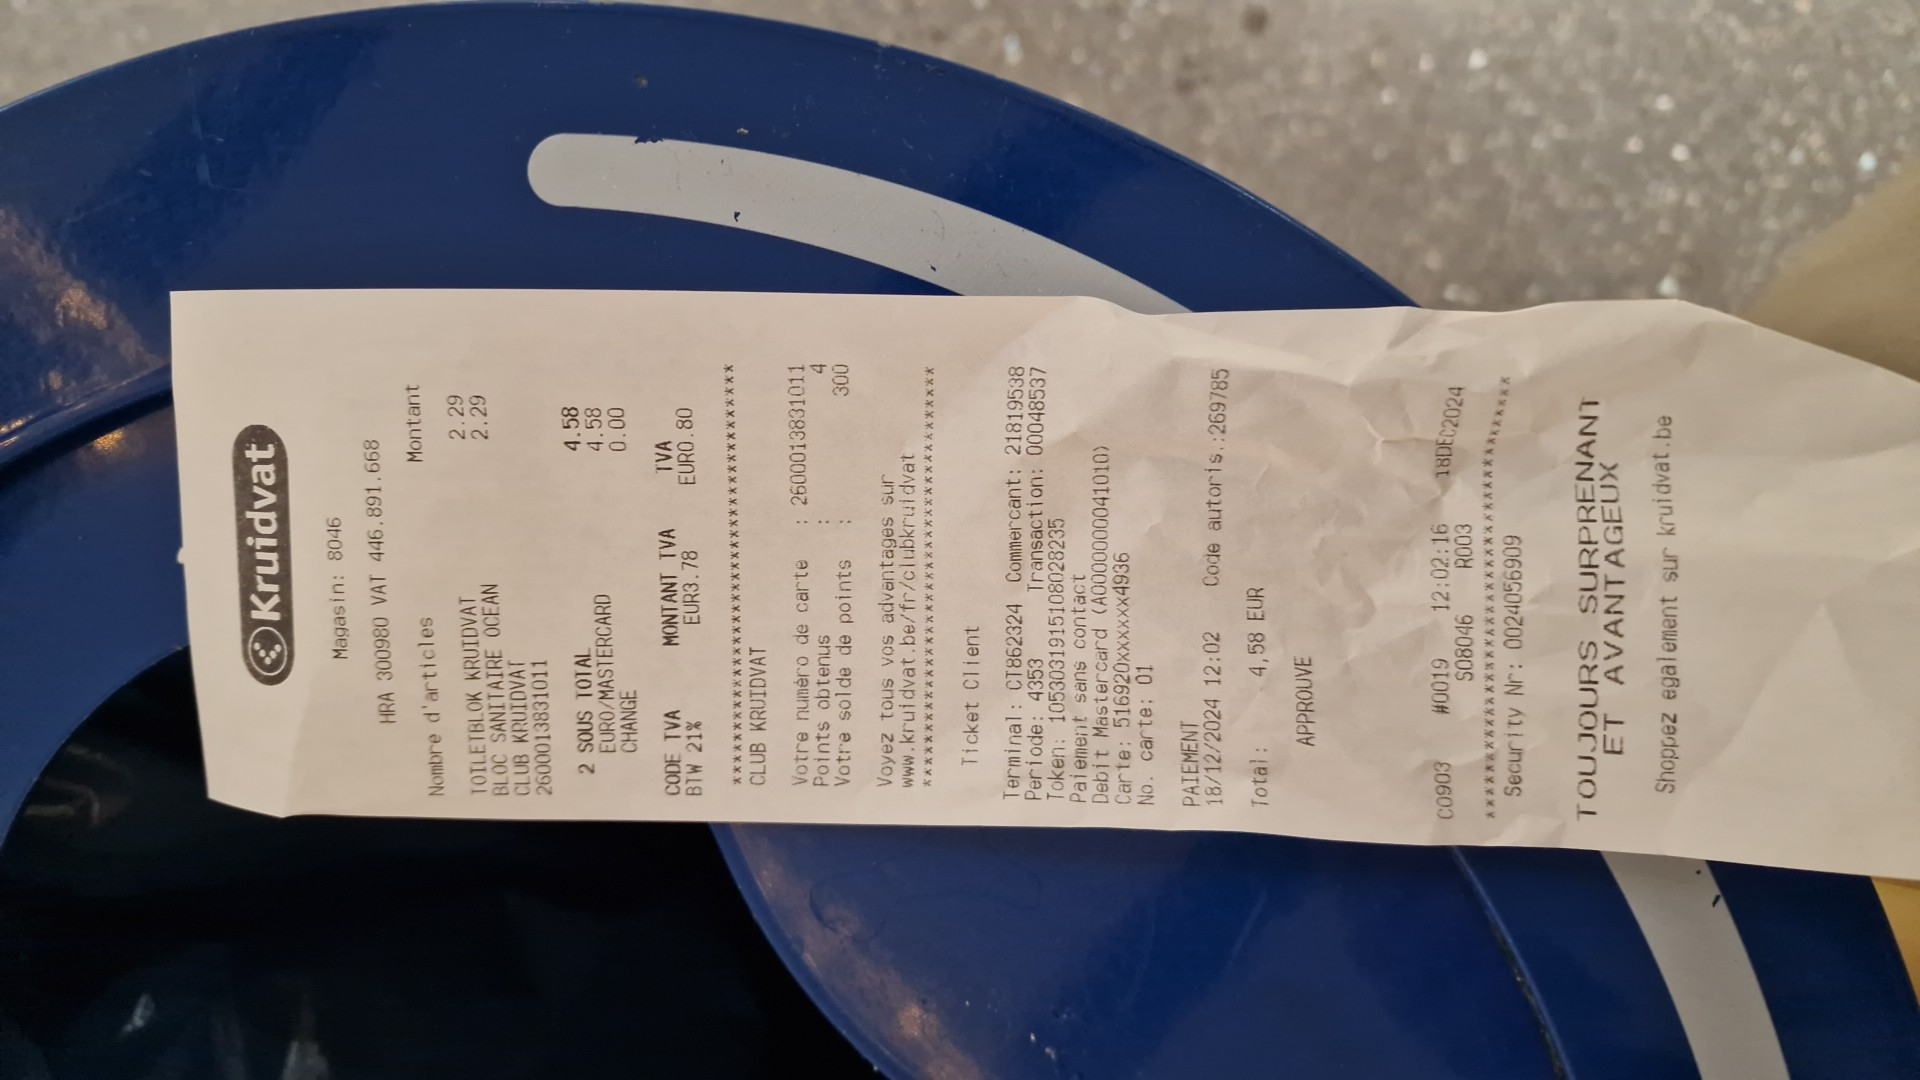 Kruidvat
Magasin: 8046
HRA 300980 VAT 446.891.668
Nombre d'articles Montant
TOILETBLOK KRUIDVAT 2.29
BLOC SANITAIRE OCEAN 2.29
CLUB KRUIDVAT
2600013831011
2 SOUS TOTAL 4.58
EURO/MASTERCARD 4.58
CHANGE 0.00
CODE TVA MONTANT TVA TVA
BTW 21% EUR3.78 EUR0.80
****************************************
CLUB KRUIDVAT
Votre numéro de carte : 2600013831011
Points obtenus : 4
Votre solde de points : 300
Voyez tous vos advantages sur
www.kruidvat.be/fr/clubkruidvat
****************************************
Ticket Client
Terminal: CT862324 Commercant: 21819538
Periode: 4353 Transaction: 00048537
Token: 1053031915108028235
Paiement sans contact
Debit Mastercard (A0000000041010)
Carte: 516920xxxxxx4936
No. carte: 01
PAIEMENT
18/12/2024 12:02 Code autoris.:269785
Total: 4,58 EUR
APPROUVE
C0903 #0019 12:02:16 18DEC2024
S08046 R003
****************************************
Security Nr: 0024056909
TOUJOURS SURPRENANT
ET AVANTAGEUX
Shoppez egalement sur kruidvat.be